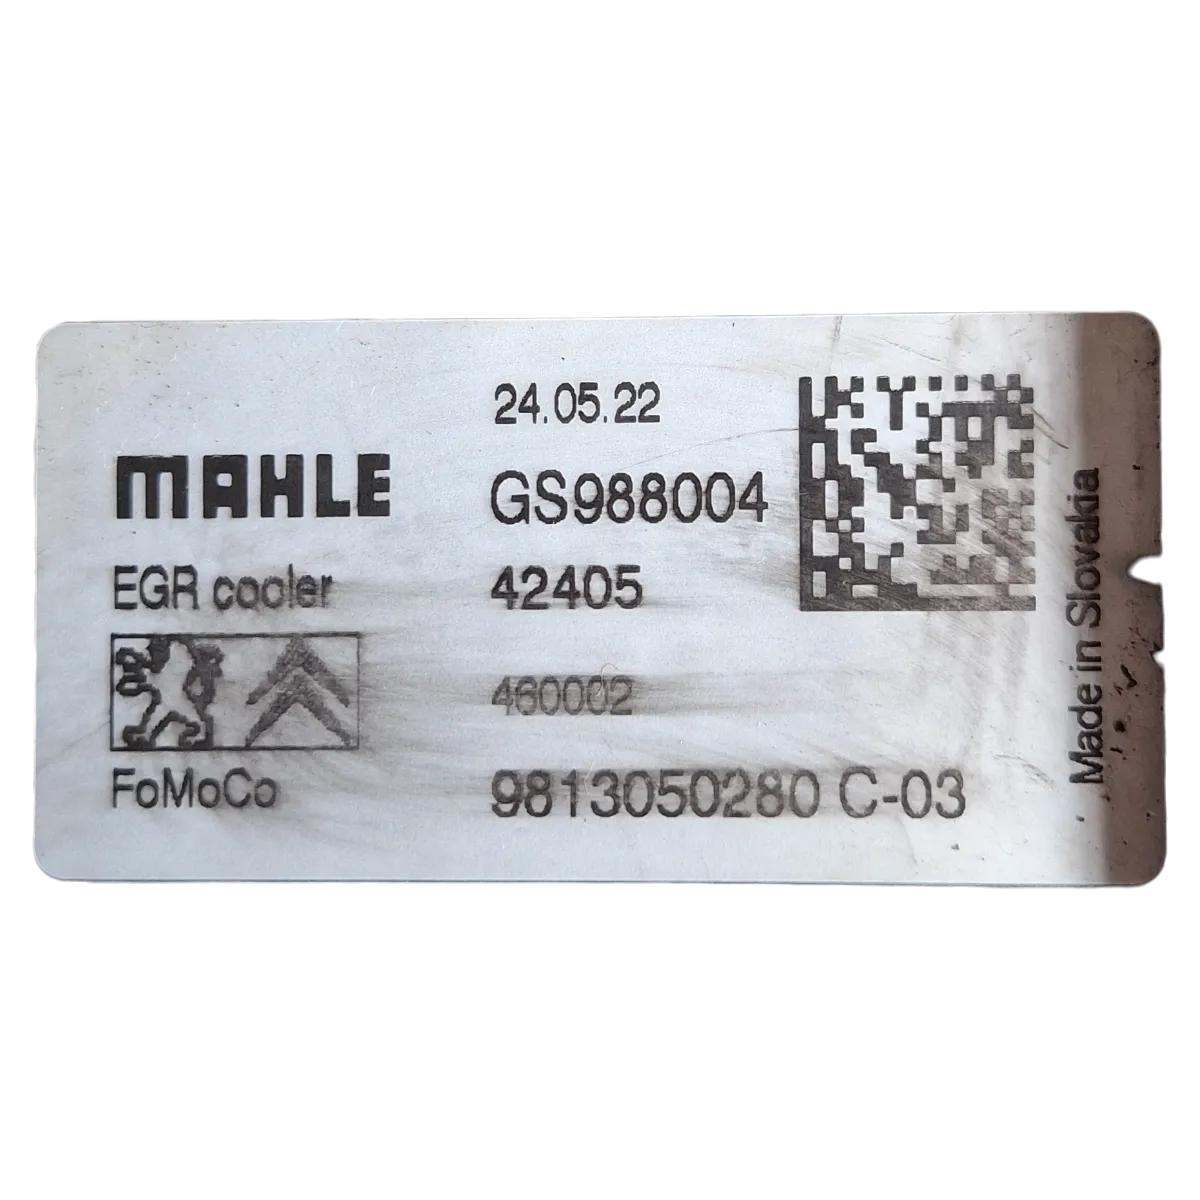 24.05.22
MAHLE
GS988004
EGR cooler
42405
460002
FoMoCo
9813050280 C-03
Made in Slovakia